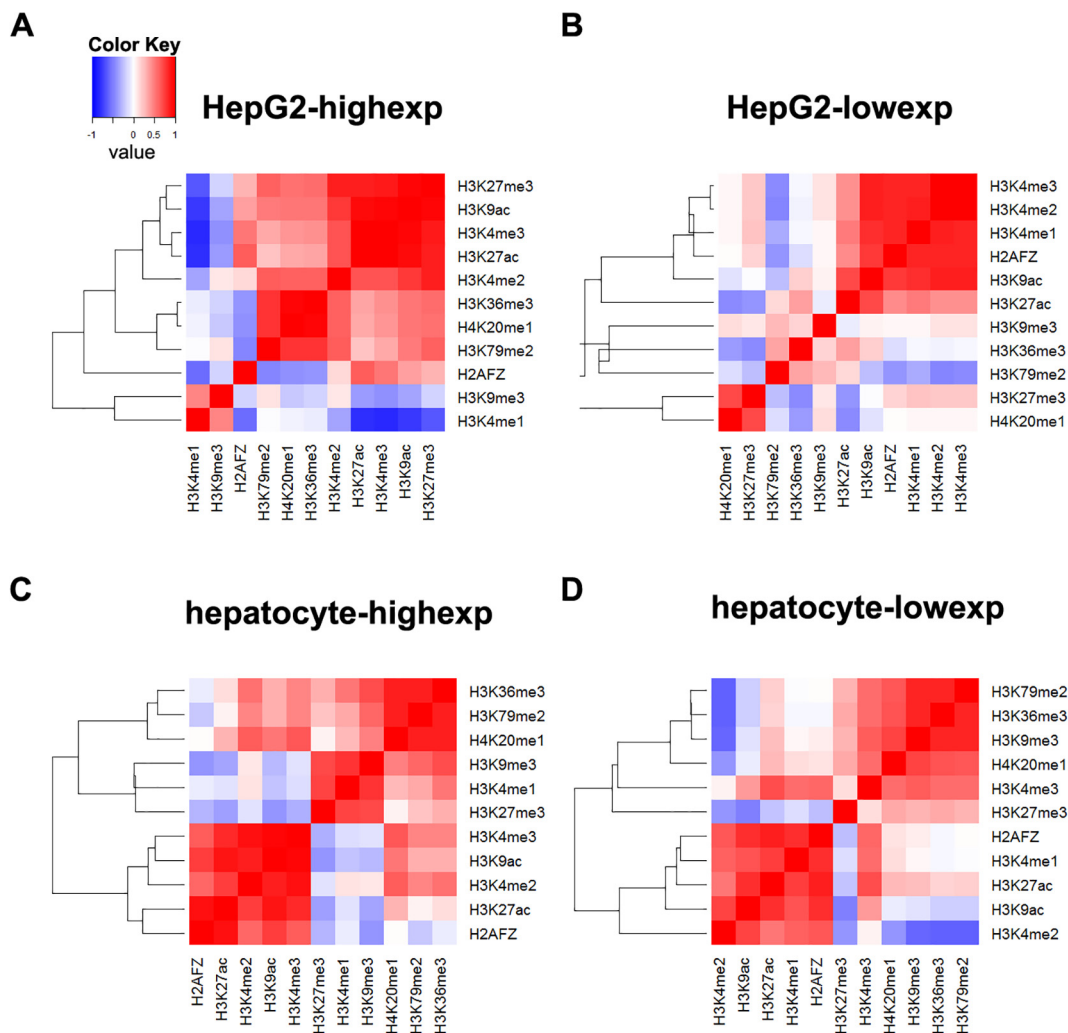 A
Color Key
-1
0
0.5
1
value
HepG2-highexp
H3K27me3
H3K9ac
H3K4me3
H3K27ac
H3K4me2
H3K36me3
H4K20me1
H3K79me2
H2AFZ
H3K9me3
H3K4me1
H3K4me1
H3K9me3
H2AFZ
H3K79me2
H4K20me1
H3K36me3
H3K4me2
H3K27ac
H3K4me3
H3K9ac
H3K27me3
B
HepG2-lowexp
H3K4me3
H3K4me2
H3K4me1
H2AFZ
H3K9ac
H3K27ac
H3K9me3
H3K36me3
H3K79me2
H3K27me3
H4K20me1
H4K20me1
H3K27me3
H3K79me2
H3K36me3
H3K9me3
H3K27ac
H3K9ac
H2AFZ
H3K4me1
H3K4me2
H3K4me3
C
hepatocyte-highexp
H3K36me3
H3K79me2
H4K20me1
H3K9me3
H3K4me1
H3K27me3
H3K4me3
H3K9ac
H3K4me2
H3K27ac
H2AFZ
H2AFZ
H3K27ac
H3K4me2
H3K9ac
H3K4me3
H3K27me3
H3K4me1
H3K9me3
H4K20me1
H3K79me2
H3K36me3
D
hepatocyte-lowexp
H3K79me2
H3K36me3
H3K9me3
H4K20me1
H3K4me3
H3K27me3
H2AFZ
H3K4me1
H3K27ac
H3K9ac
H3K4me2
H3K4me2
H3K9ac
H3K27ac
H3K4me1
H2AFZ
H3K27me3
H3K4me3
H4K20me1
H3K9me3
H3K36me3
H3K79me2